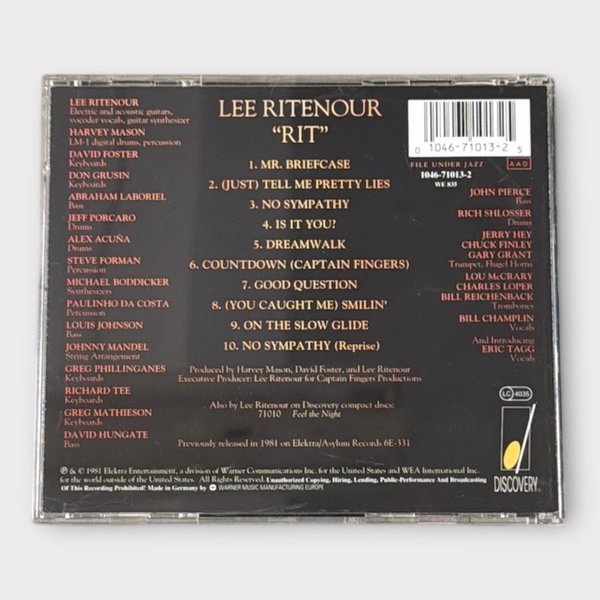 LEE RITENOUR
Electric and acoustic guitars,
vocoder vocals, guitar synthesizer
HARVEY MASON
LM-1 digital drums, percussion
DAVID FOSTER
Keyboards
DON GRUSIN
Keyboards
ABRAHAM LABORIEL
Bass
JEFF PORCARO
Drums
ALEX ACUÑA
Drums
STEVE FORMAN
Percussion
MICHAEL BODDICKER
Synthesizers
PAULINHO DA COSTA
Percussion
LOUIS JOHNSON
Bass
JOHNNY MANDEL
String Arrangement
GREG PHILLINGANES
Keyboards
RICHARD TEE
Keyboards
GREG MATHIESON
Keyboards
DAVID HUNGATE
Bass
LEE RITENOUR
"RIT"
1. MR. BRIEFCASE
2. (JUST) TELL ME PRETTY LIES
3. NO SYMPATHY
4. IS IT YOU?
5. DREAMWALK
6. COUNTDOWN (CAPTAIN FINGERS)
7. GOOD QUESTION
8. (YOU CAUGHT ME) SMILIN'
9. ON THE SLOW GLIDE
10. NO SYMPATHY (Reprise)
Produced by Harvey Mason, David Foster, and Lee Ritenour
Executive Producer: Lee Ritenour for Captain Fingers Productions
Also by Lee Ritenour on Discovery compact discs:
71010 Feel the Night
Previously released in 1981 on Elektra/Asylum Records 6E-331
0 1046-71013-2 5
FILE UNDER JAZZ AAD
1046-71013-2
WE 835
JOHN PIERCE
Bass
RICH SHLOSSER
Drums
JERRY HEY
CHUCK FINLEY
GARY GRANT
Trumpet, Flugel Horns
LOU McCRARY
CHARLES LOPER
BILL REICHENBACK
Trombones
BILL CHAMPLIN
Vocals
And Introducing
ERIC TAGG
Vocals
LC 4035
DISCOVERY
℗ & © 1981 Elektra Entertainment, a division of Warner Communications Inc. for the United States and WEA International Inc.
for the world outside of the United States. All Rights Reserved. Unauthorized Copying, Hiring, Lending, Public-Performance And Broadcasting
Of This Recording Prohibited! Made in Germany by WARNER MUSIC MANUFACTURING EUROPE